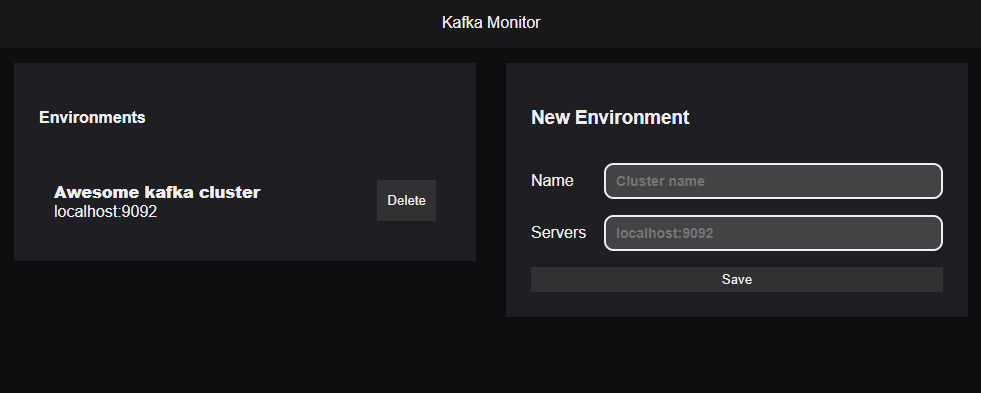 Kafka Monitor
Environments
Awesome kafka cluster
localhost:9092
Delete
New Environment
Name
Cluster name
Servers
localhost:9092
Save